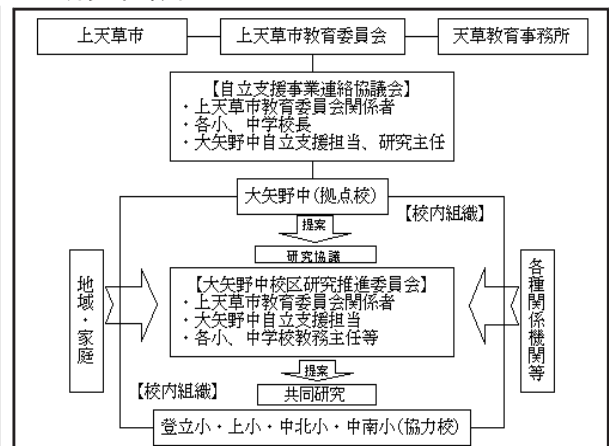 上天草市
上天草市教育委員会
天草教育事務所
【自立支援事業連絡協議会】
・上天草市教育委員会関係者
・各小、中学校長
・大矢野中自立支援担当、研究主任
大矢野中(拠点校)
【校内組織】
提案
研究協議
地域・家庭
【大矢野中校区研究推進委員会】
・上天草市教育委員会関係者
・大矢野中自立支援担当
・各小、中学校教務主任等
各種関係機関等
提案
【校内組織】
共同研究
登立小・上小・中北小・中南小(協力校)